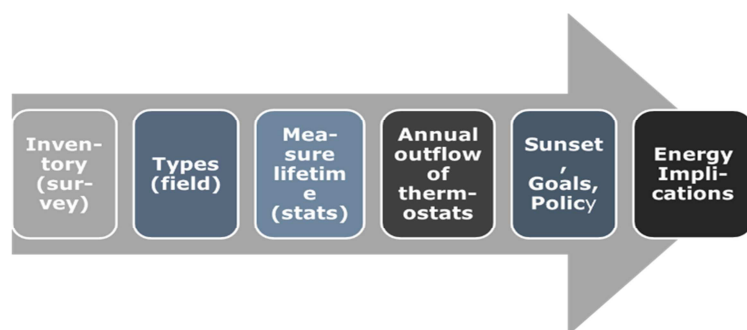 Inven-
tory
(sur-
vey)
Types
(field)
Mea-
sure
lifetim
e
(stats)
Annual
outflow
of
therm-
ostats
Sunset
,
Goals,
Policy
Energy
Impli-
cations